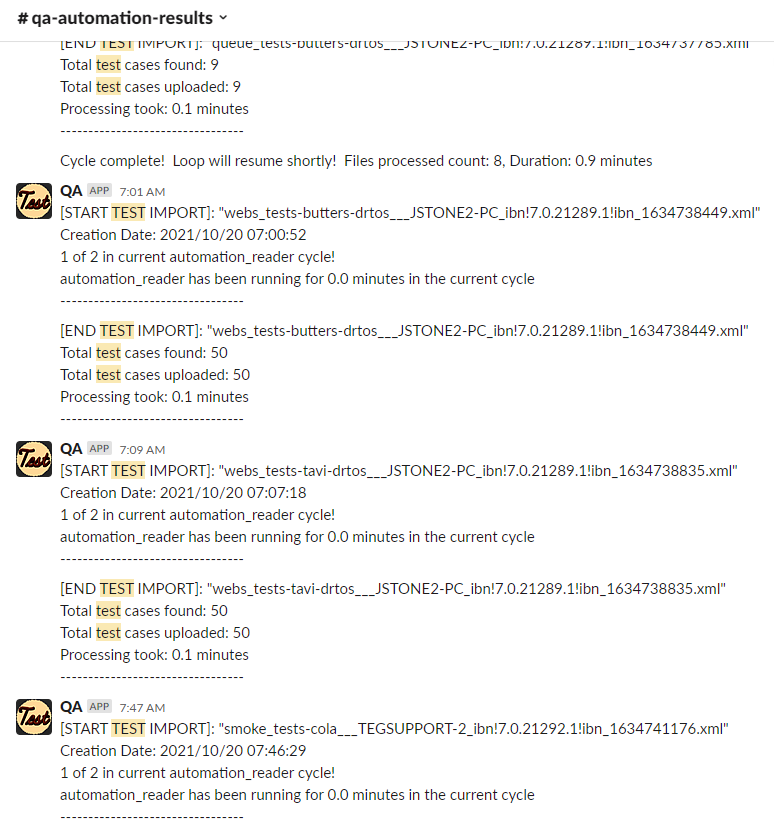 # qa-automation-results
[END TEST IMPORT]: "queue_tests-butters-drtos___JSTONE2-PC_ibn!7.0.21289.1!ibn_1634737785.xml"
Total test cases found: 9
Total test cases uploaded: 9
Processing took: 0.1 minutes
---------------------------------
Cycle complete!  Loop will resume shortly!  Files processed count: 8, Duration: 0.9 minutes
Test
QA APP 7:01 AM
[START TEST IMPORT]: "webs_tests-butters-drtos___JSTONE2-PC_ibn!7.0.21289.1!ibn_1634738449.xml"
Creation Date: 2021/10/20 07:00:52
1 of 2 in current automation_reader cycle!
automation_reader has been running for 0.0 minutes in the current cycle
---------------------------------
[END TEST IMPORT]: "webs_tests-butters-drtos___JSTONE2-PC_ibn!7.0.21289.1!ibn_1634738449.xml"
Total test cases found: 50
Total test cases uploaded: 50
Processing took: 0.1 minutes
---------------------------------
Test
QA APP 7:09 AM
[START TEST IMPORT]: "webs_tests-tavi-drtos___JSTONE2-PC_ibn!7.0.21289.1!ibn_1634738835.xml"
Creation Date: 2021/10/20 07:07:18
1 of 2 in current automation_reader cycle!
automation_reader has been running for 0.0 minutes in the current cycle
---------------------------------
[END TEST IMPORT]: "webs_tests-tavi-drtos___JSTONE2-PC_ibn!7.0.21289.1!ibn_1634738835.xml"
Total test cases found: 50
Total test cases uploaded: 50
Processing took: 0.1 minutes
---------------------------------
Test
QA APP 7:47 AM
[START TEST IMPORT]: "smoke_tests-cola___TEGSUPPORT-2_ibn!7.0.21292.1!ibn_1634741176.xml"
Creation Date: 2021/10/20 07:46:29
1 of 2 in current automation_reader cycle!
automation_reader has been running for 0.0 minutes in the current cycle
---------------------------------